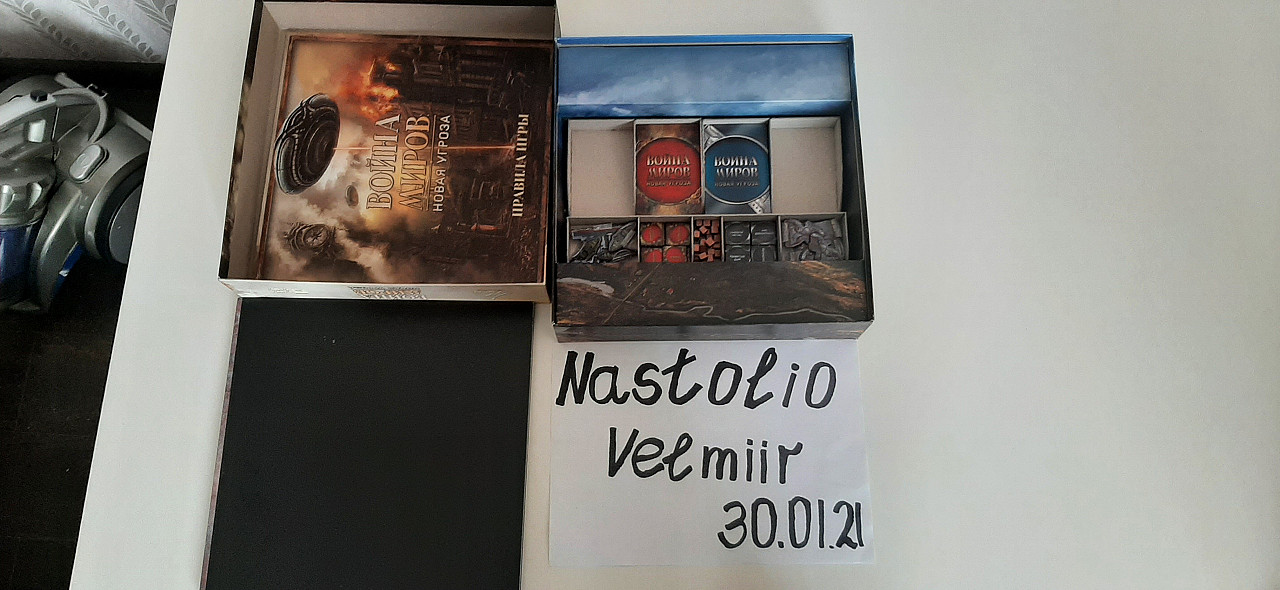 ВОЙНА
МИРОВ
НОВАЯ УГРОЗА
ПРАВИЛА ИГРЫ
ВОЙНА
МИРОВ
НОВАЯ УГРОЗА
ВОЙНА
МИРОВ
НОВАЯ УГРОЗА
Nastolio
Velmiir
30.01.21